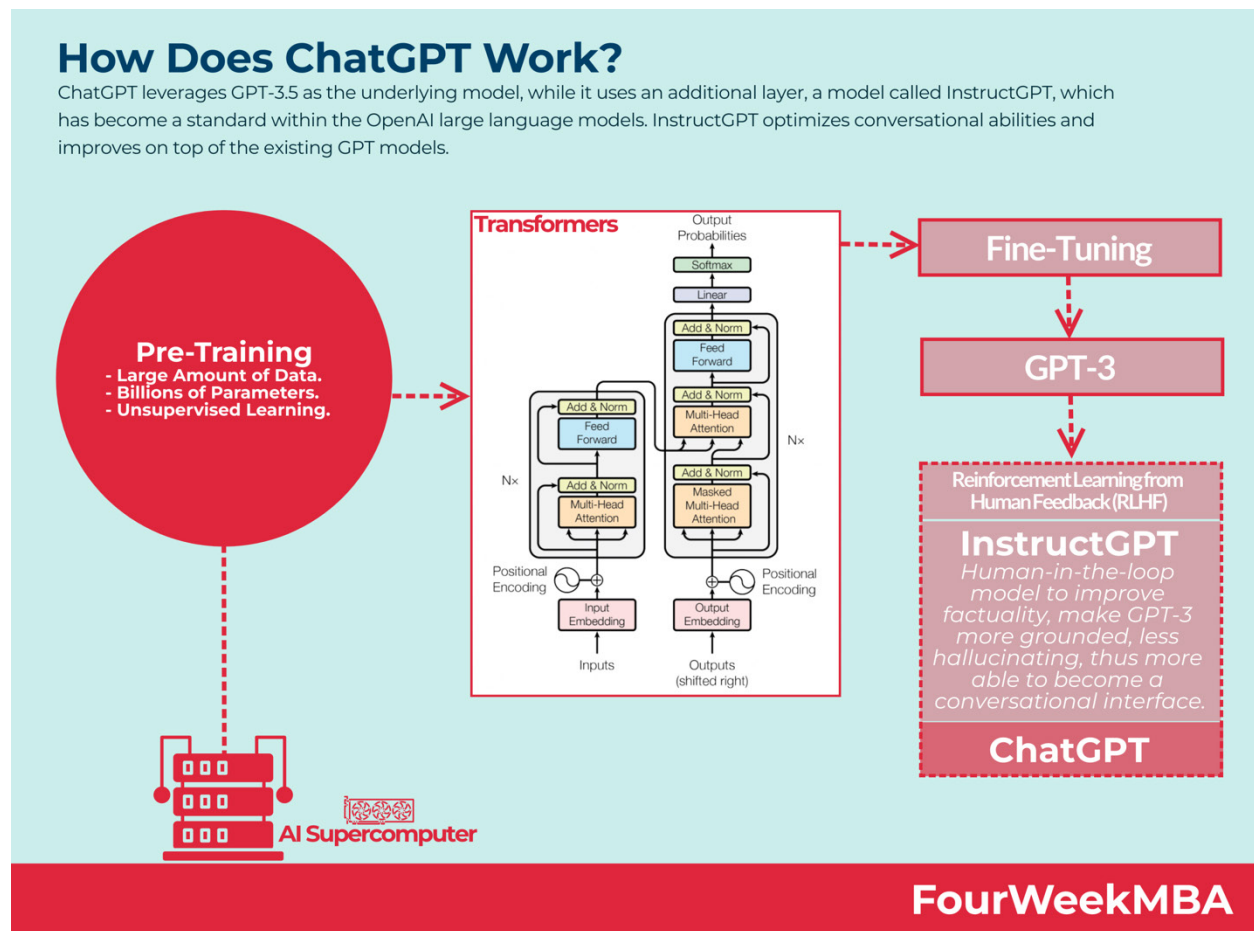 How Does ChatGPT Work?
ChatGPT leverages GPT-3.5 as the underlying model, while it uses an additional layer, a model called InstructGPT, which
has become a standard within the OpenAI large language models. InstructGPT optimizes conversational abilities and
improves on top of the existing GPT models.
Pre-Training
- Large Amount of Data.
- Billions of Parameters.
- Unsupervised Learning.
AI Supercomputer
Transformers
Output
Probabilities
Softmax
Linear
Add & Norm
Feed
Forward
Add & Norm
Multi-Head
Attention
Add & Norm
Masked
Multi-Head
Attention
Nx
Positional
Encoding
Output
Embedding
Outputs
(shifted right)
Add & Norm
Feed
Forward
Add & Norm
Multi-Head
Attention
Nx
Positional
Encoding
Input
Embedding
Inputs
Fine-Tuning
GPT-3
Reinforcement Learning from
Human Feedback (RLHF)
InstructGPT
Human-in-the-loop
model to improve
factuality, make GPT-3
more grounded, less
hallucinating, thus more
able to become a
conversational interface.
ChatGPT
FourWeekMBA